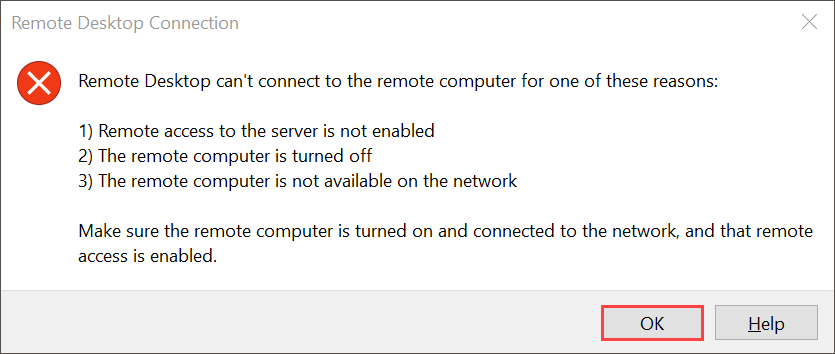 Remote Desktop Connection
Remote Desktop can't connect to the remote computer for one of these reasons:
1) Remote access to the server is not enabled
2) The remote computer is turned off
3) The remote computer is not available on the network
Make sure the remote computer is turned on and connected to the network, and that remote
access is enabled.
OK
Help